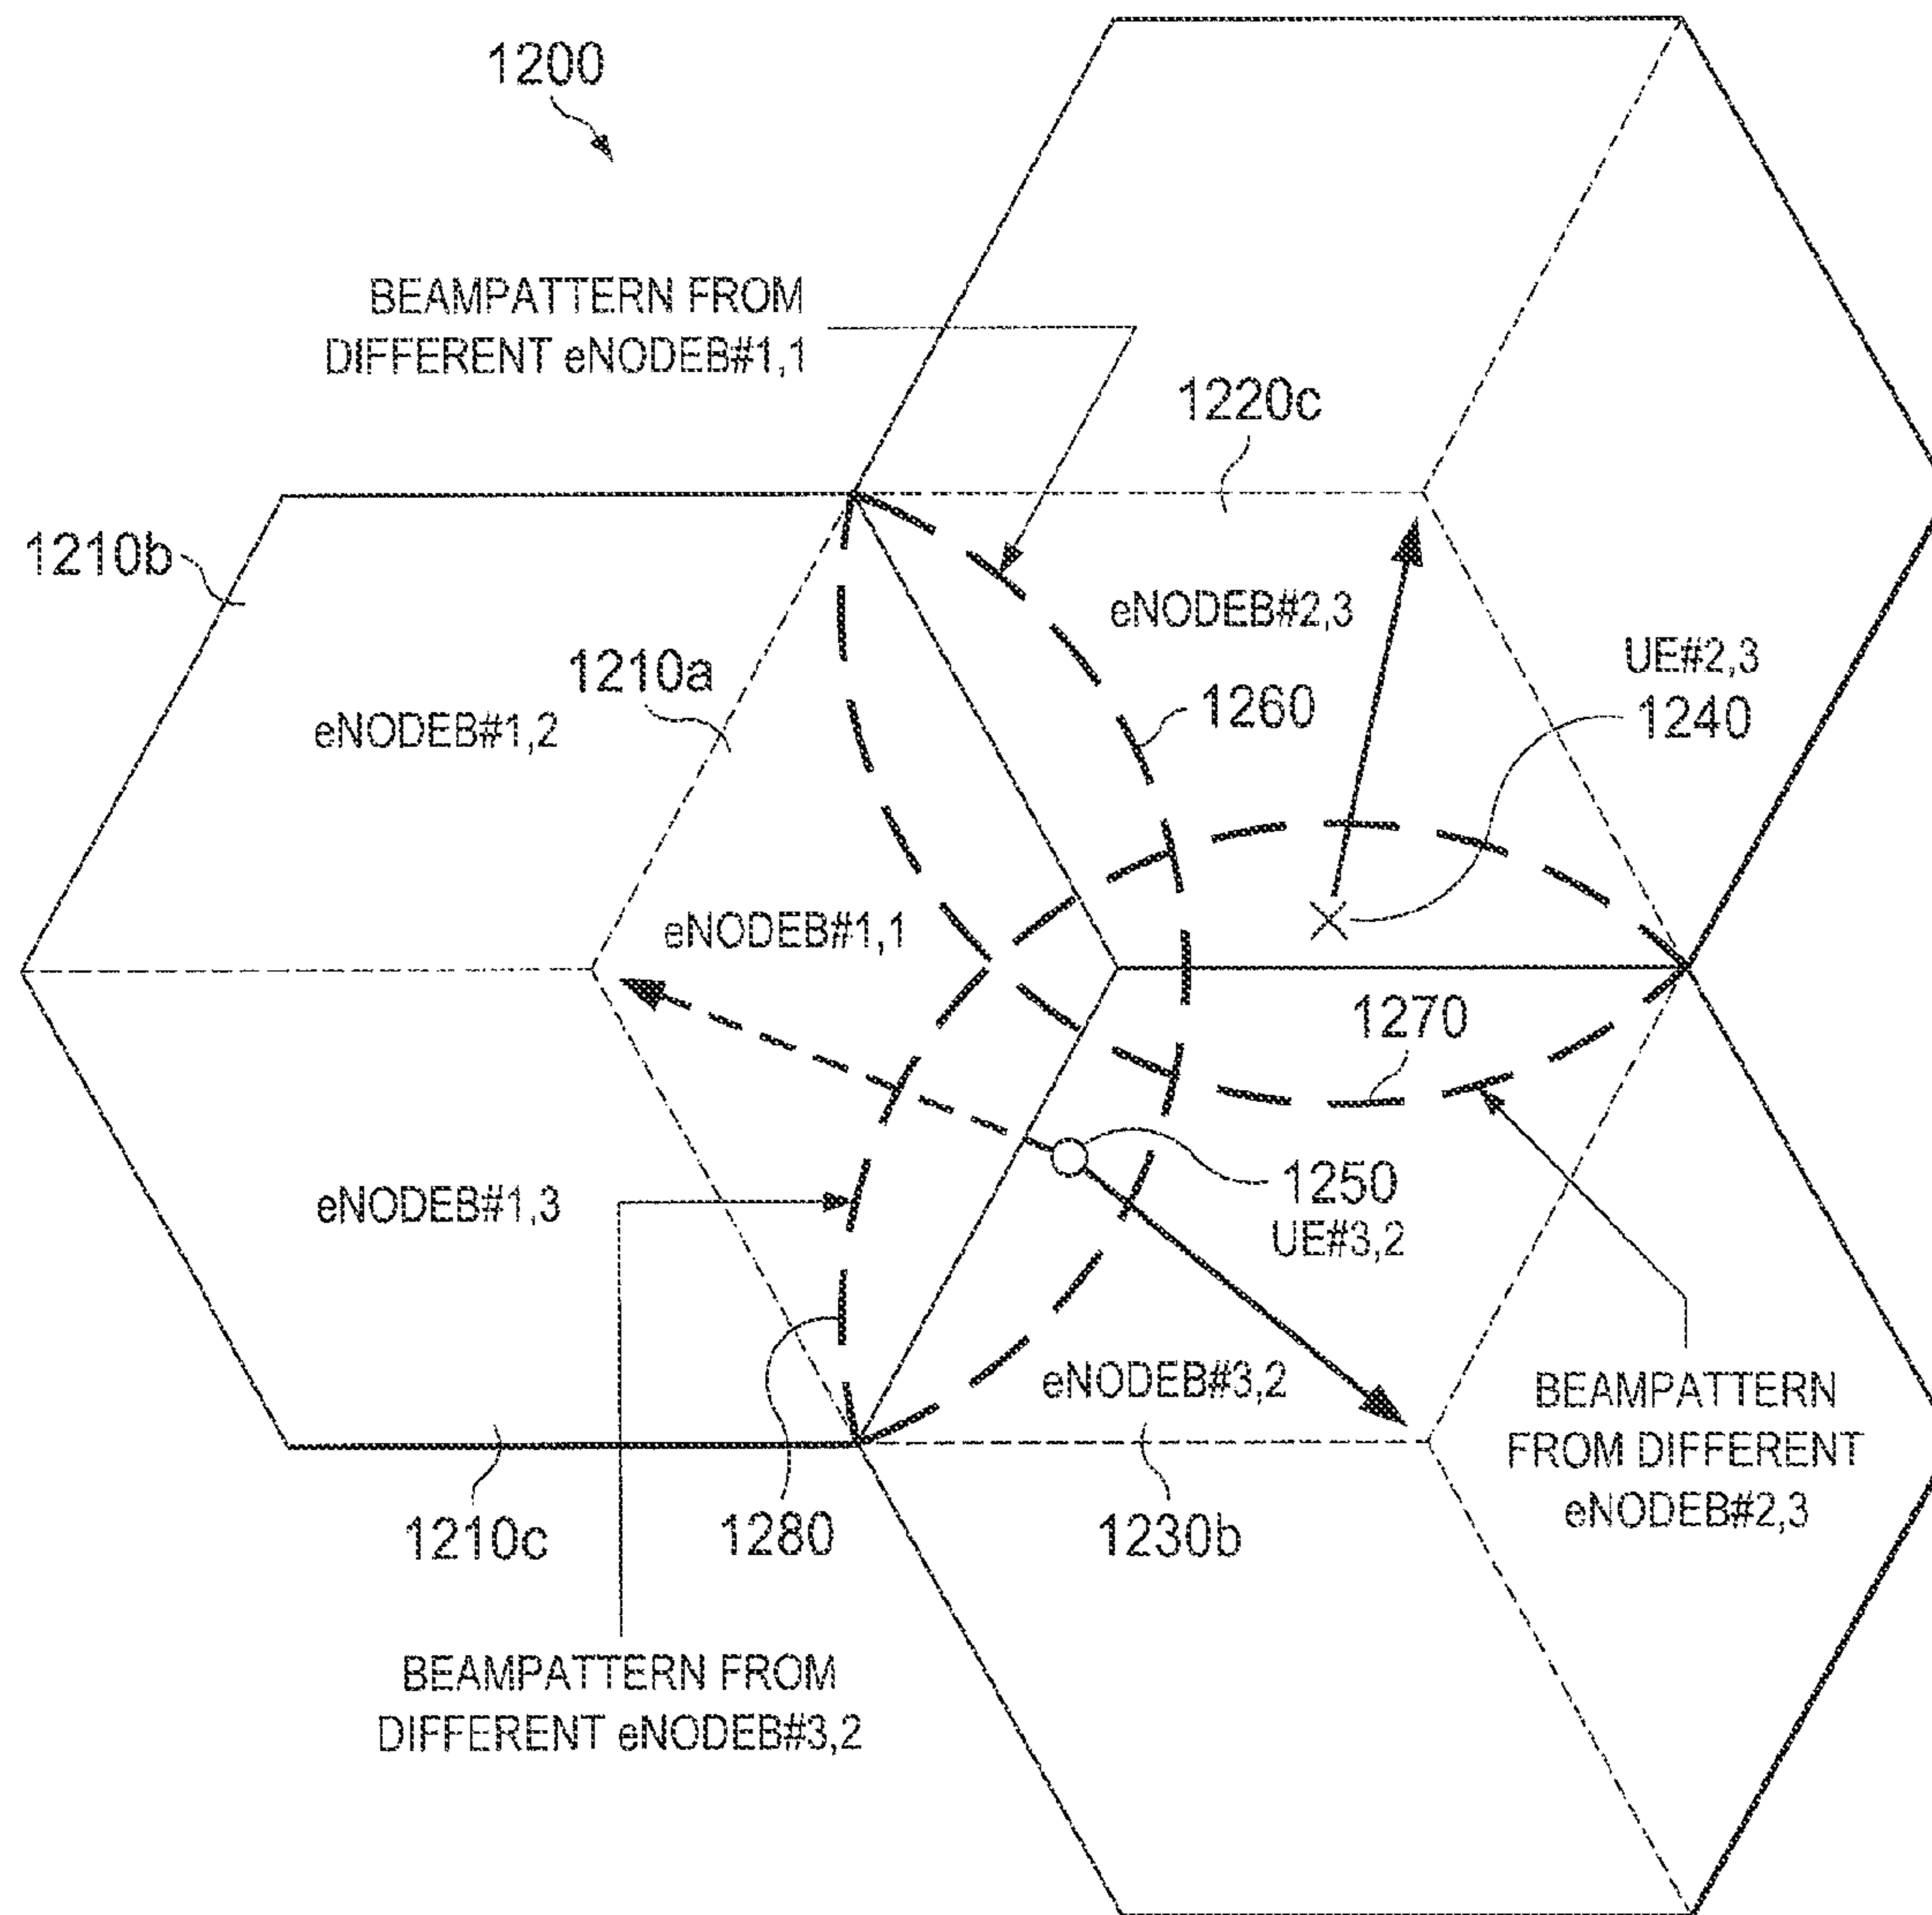 1200
BEAMPATTERN FROM
DIFFERENT eNODEB#1,1
1220c
1210b
eNODEB#2,3
1210a
UE#2,3
1240
eNODEB#1,2
1260
eNODEB#1,1
1270
1250
UE#3,2
eNODEB#1,3
eNODEB#3,2
BEAMPATTERN
FROM DIFFERENT
eNODEB#2,3
1210c
1280
1230b
BEAMPATTERN FROM
DIFFERENT eNODEB#3,2